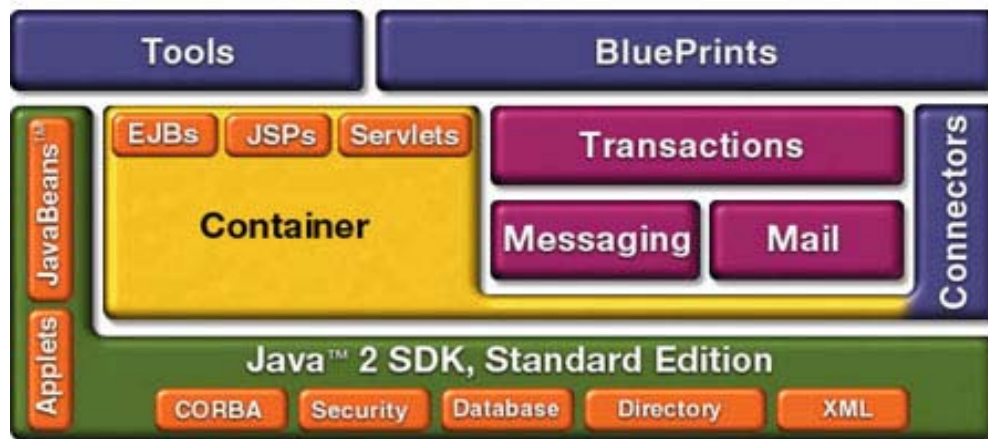 Tools
BluePrints
JavaBeans™
EJBs
JSPs
Servlets
Transactions
Connectors
Container
Messaging
Mail
Applets
Java™ 2 SDK, Standard Edition
CORBA
Security
Database
Directory
XML